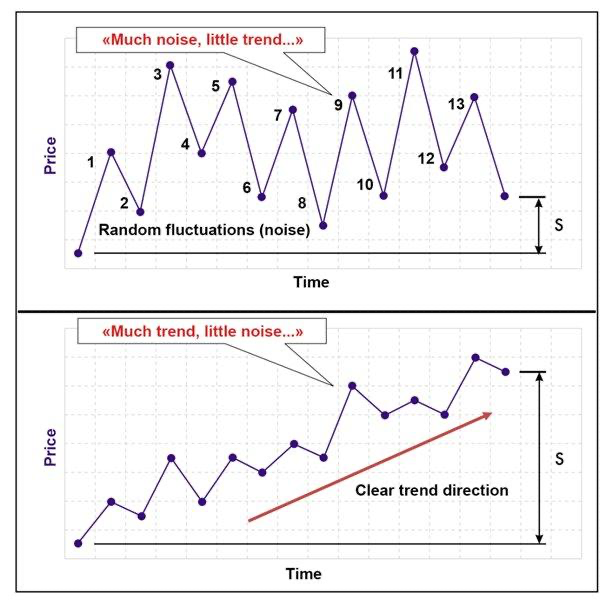 «Much noise, little trend...»
Price
1
2
3
4
5
6
7
8
9
10
11
12
13
Random fluctuations (noise)
S
Time
«Much trend, little noise...»
Price
Clear trend direction
S
Time